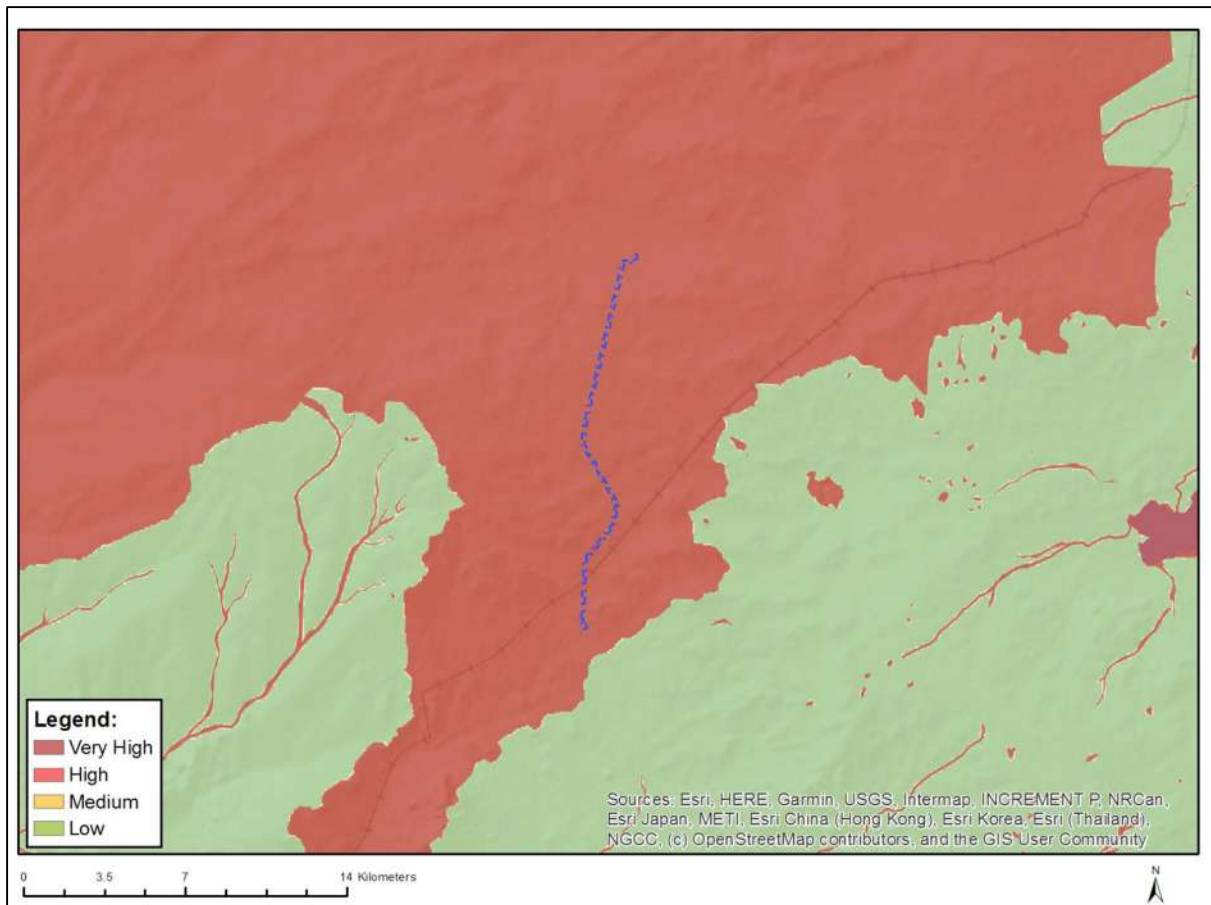 Legend:
Very High
High
Medium
Low
Sources: Esri, HERE, Garmin, USGS, Intermap, INCREMENT P, NRCan,
Esri Japan, METI, Esri China (Hong Kong), Esri Korea, Esri (Thailand),
NGCC, (c) OpenStreetMap contributors, and the GIS User Community
0 3.5 7 14 Kilometers
N